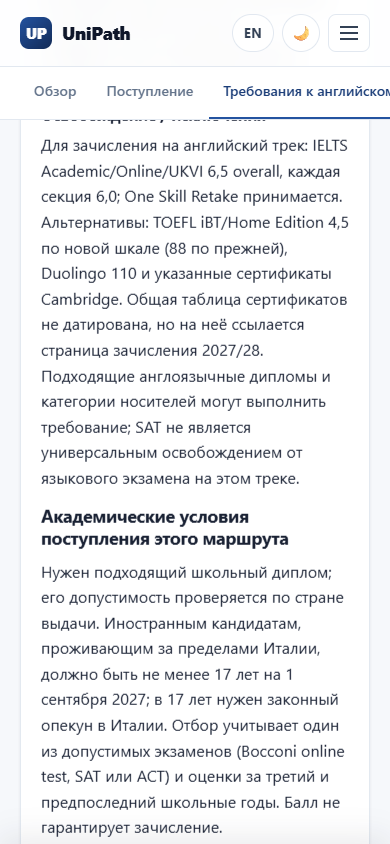 UP UniPath EN
Обзор Поступление Требования к английском
Для зачисления на английский трек: IELTS
Academic/Online/UKVI 6,5 overall, каждая
секция 6,0; One Skill Retake принимается.
Альтернативы: TOEFL iBT/Home Edition 4,5
по новой шкале (88 по прежней),
Duolingo 110 и указанные сертификаты
Cambridge. Общая таблица сертификатов
не датирована, но на неё ссылается
страница зачисления 2027/28.
Подходящие англоязычные дипломы и
категории носителей могут выполнить
требование; SAT не является
универсальным освобождением от
языкового экзамена на этом треке.
Академические условия
поступления этого маршрута
Нужен подходящий школьный диплом;
его допустимость проверяется по стране
выдачи. Иностранным кандидатам,
проживающим за пределами Италии,
должно быть не менее 17 лет на 1
сентября 2027; в 17 лет нужен законный
опекун в Италии. Отбор учитывает один
из допустимых экзаменов (Bocconi online
test, SAT или ACT) и оценки за третий и
предпоследний школьные годы. Балл не
гарантирует зачисление.